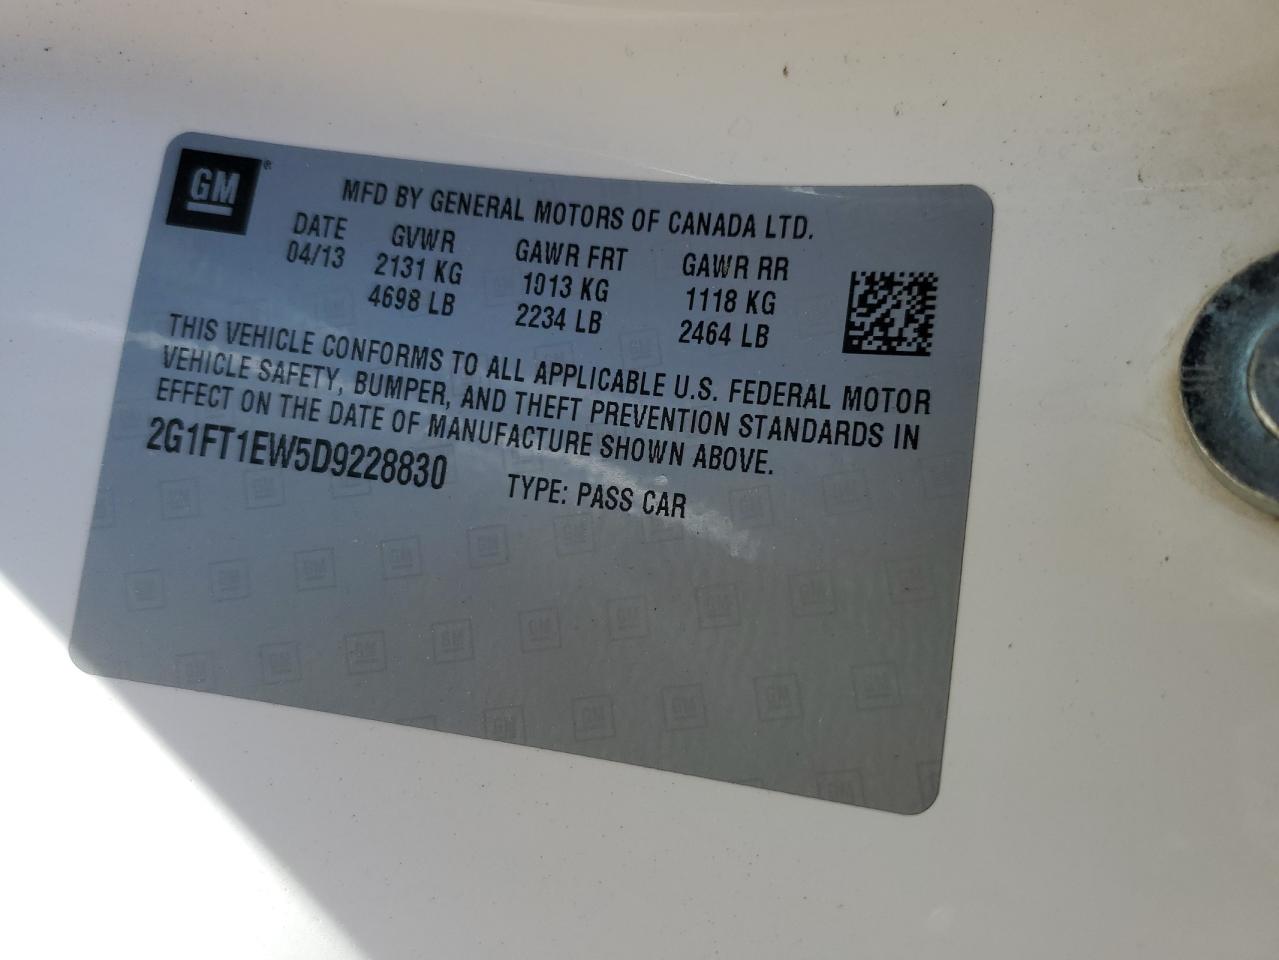 GM ®
MFD BY GENERAL MOTORS OF CANADA LTD.
DATE GVWR GAWR FRT GAWR RR
04/13 2131 KG 1013 KG 1118 KG
4698 LB 2234 LB 2464 LB
THIS VEHICLE CONFORMS TO ALL APPLICABLE U.S. FEDERAL MOTOR
VEHICLE SAFETY, BUMPER, AND THEFT PREVENTION STANDARDS IN
EFFECT ON THE DATE OF MANUFACTURE SHOWN ABOVE.
2G1FT1EW5D9228830 TYPE: PASS CAR